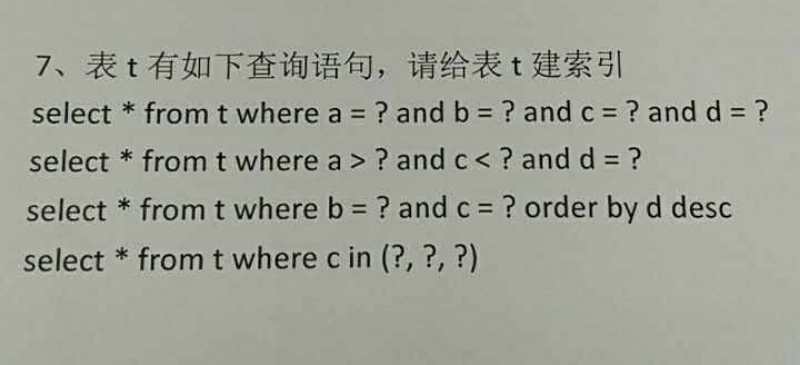 7、表 t 有如下查询语句，请给表 t 建索引
select * from t where a = ? and b = ? and c = ? and d = ?
select * from t where a > ? and c < ? and d = ?
select * from t where b = ? and c = ? order by d desc
select * from t where c in (?, ?, ?)